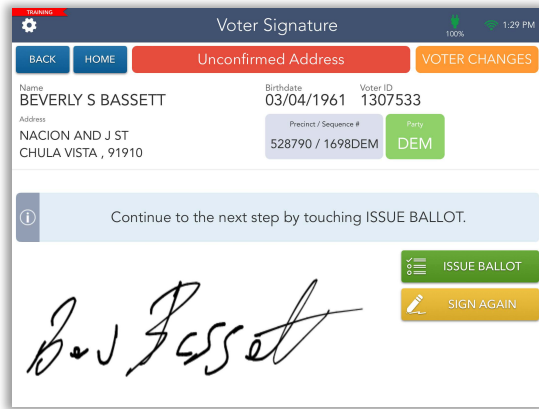 TRAINING
Voter Signature
100%
1:29 PM
BACK
HOME
Unconfirmed Address
VOTER CHANGES
Name
BEVERLY S BASSETT
Birthdate
03/04/1961
Voter ID
1307533
Address
NACION AND J ST
CHULA VISTA , 91910
Precinct / Sequence #
528790 / 1698DEM
Party
DEM
Continue to the next step by touching ISSUE BALLOT.
ISSUE BALLOT
SIGN AGAIN
Bev Bassett